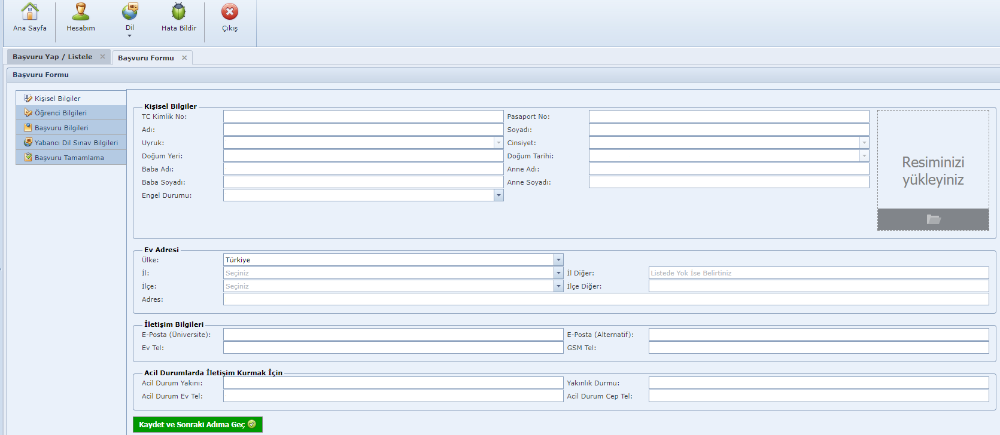 Ana Sayfa
Hesabım
ABC
Dil
Hata Bildir
Çıkış
Başvuru Yap / Listele
Başvuru Formu
Başvuru Formu
Kişisel Bilgiler
Öğrenci Bilgileri
Başvuru Bilgileri
Yabancı Dil Sınav Bilgileri
Başvuru Tamamlama
Kişisel Bilgiler
TC Kimlik No:
Pasaport No:
Adı:
Soyadı:
Uyruk:
Cinsiyet:
Doğum Yeri:
Doğum Tarihi:
Baba Adı:
Anne Adı:
Baba Soyadı:
Anne Soyadı:
Engel Durumu:
Resiminizi
yükleyiniz
Ev Adresi
Ülke: Türkiye
İl: Seçiniz
İl Diğer: Listede Yok İse Belirtiniz
İlçe: Seçiniz
İlçe Diğer:
Adres:
İletişim Bilgileri
E-Posta (Üniversite):
E-Posta (Alternatif):
Ev Tel:
GSM Tel:
Acil Durumlarda İletişim Kurmak İçin
Acil Durum Yakını:
Yakınlık Durmu:
Acil Durum Ev Tel:
Acil Durum Cep Tel:
Kaydet ve Sonraki Adıma Geç